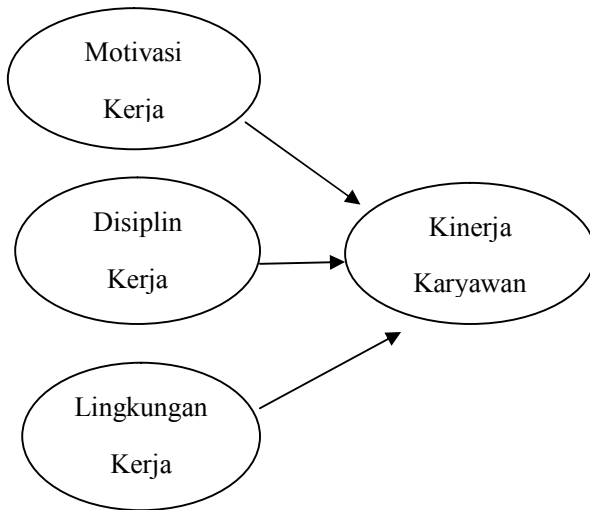 Motivasi
Kerja
Disiplin
Kerja
Kinerja
Karyawan
Lingkungan
Kerja